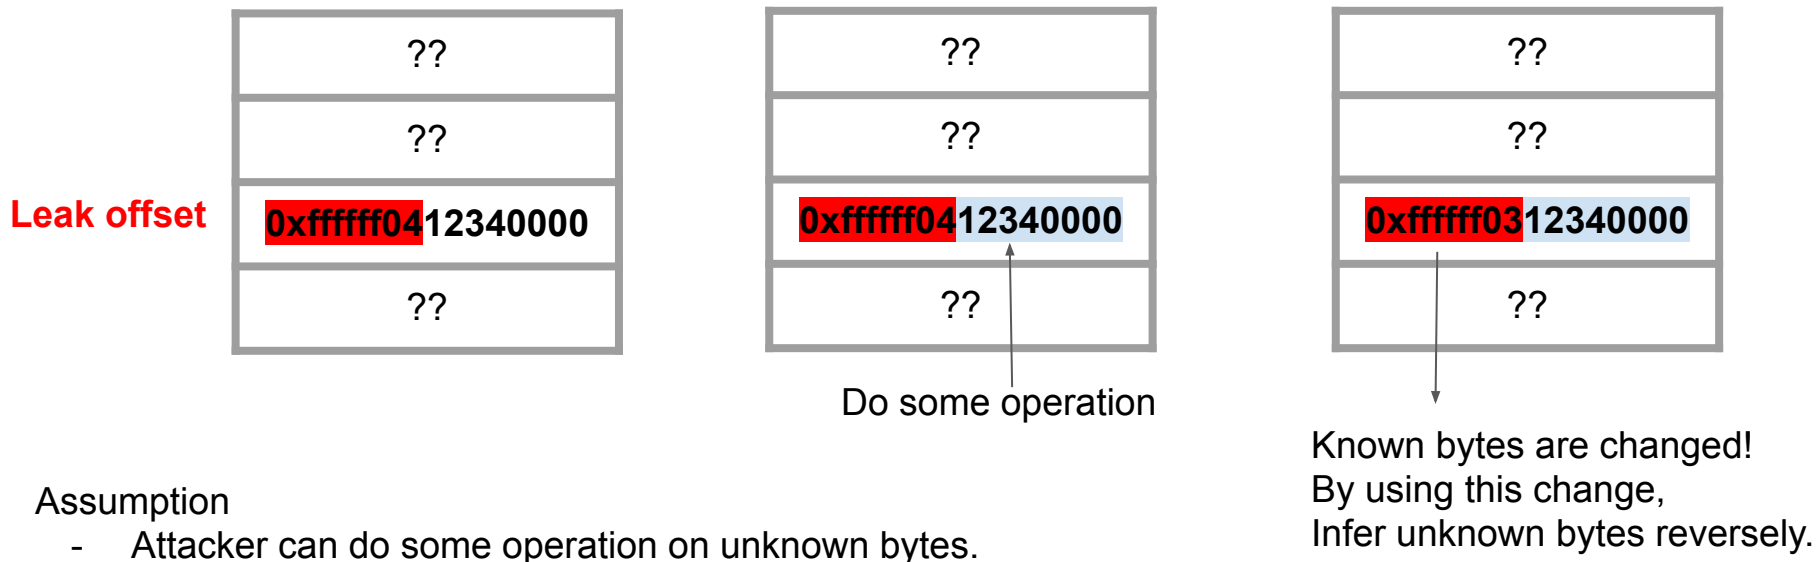 ??
??
Leak offset
0xffffff0412340000
??
??
??
0xffffff0412340000
??
Do some operation
??
??
0xffffff0312340000
??
Known bytes are changed!
By using this change,
Infer unknown bytes reversely.
Assumption
- Attacker can do some operation on unknown bytes.